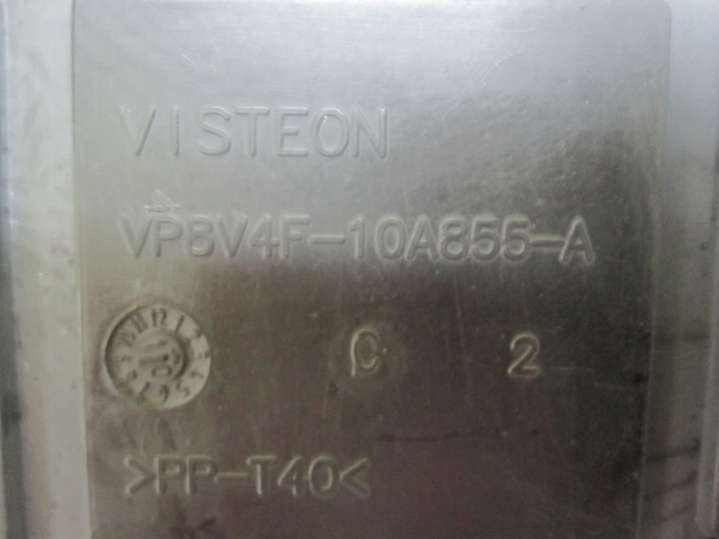 VISTEON
VP8V4F-10A855-A
C 2
>PP-T40<